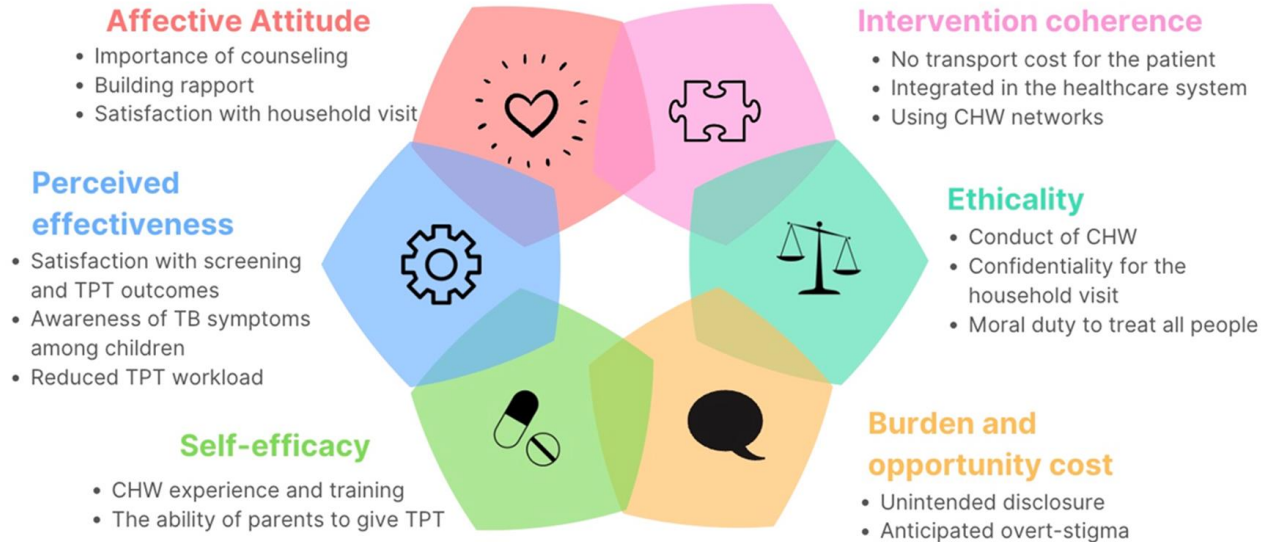 Affective Attitude
• Importance of counseling
• Building rapport
• Satisfaction with household visit
Intervention coherence
• No transport cost for the patient
• Integrated in the healthcare system
• Using CHW networks
Perceived
effectiveness
• Satisfaction with screening
and TPT outcomes
• Awareness of TB symptoms
among children
• Reduced TPT workload
Ethicality
• Conduct of CHW
• Confidentiality for the
household visit
• Moral duty to treat all people
Self-efficacy
• CHW experience and training
• The ability of parents to give TPT
Burden and
opportunity cost
• Unintended disclosure
• Anticipated overt-stigma